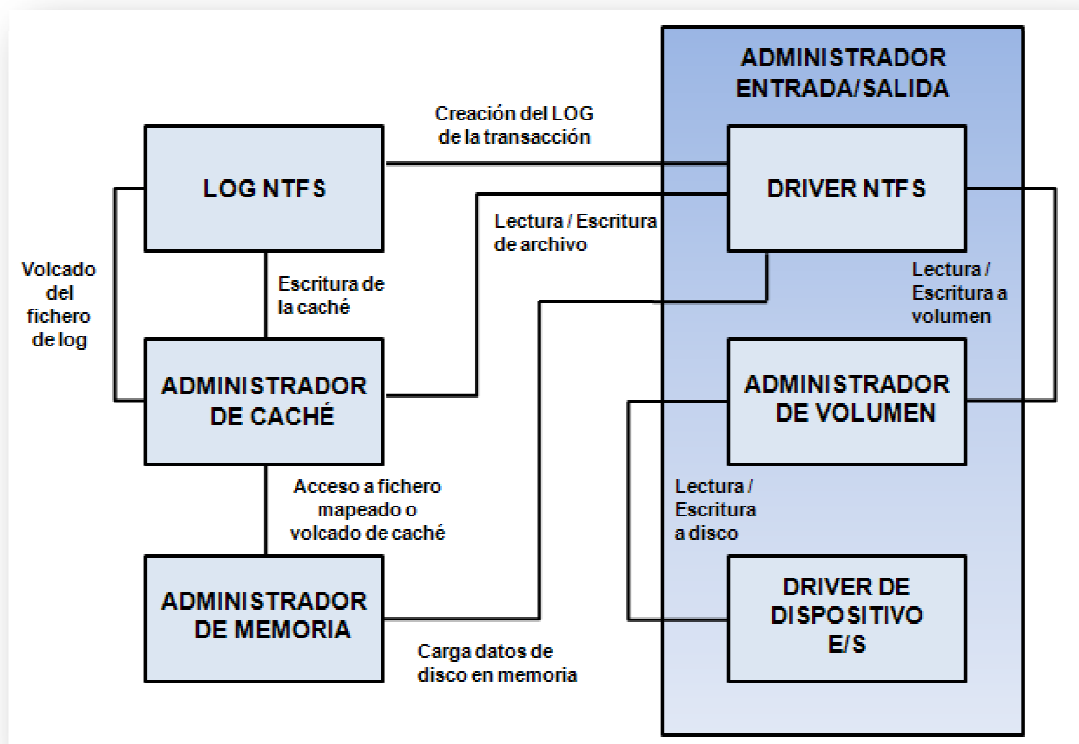 ADMINISTRADOR
ENTRADA/SALIDA
Creación del LOG
de la transacción
LOG NTFS
DRIVER NTFS
Lectura / Escritura
de archivo
Volcado
del
fichero
de log
Escritura de
la caché
Lectura /
Escritura a
volumen
ADMINISTRADOR
DE CACHÉ
ADMINISTRADOR
DE VOLUMEN
Acceso a fichero
mapeado o
volcado de caché
Lectura /
Escritura
a disco
ADMINISTRADOR
DE MEMORIA
DRIVER DE
DISPOSITIVO
E/S
Carga datos de
disco en memoria